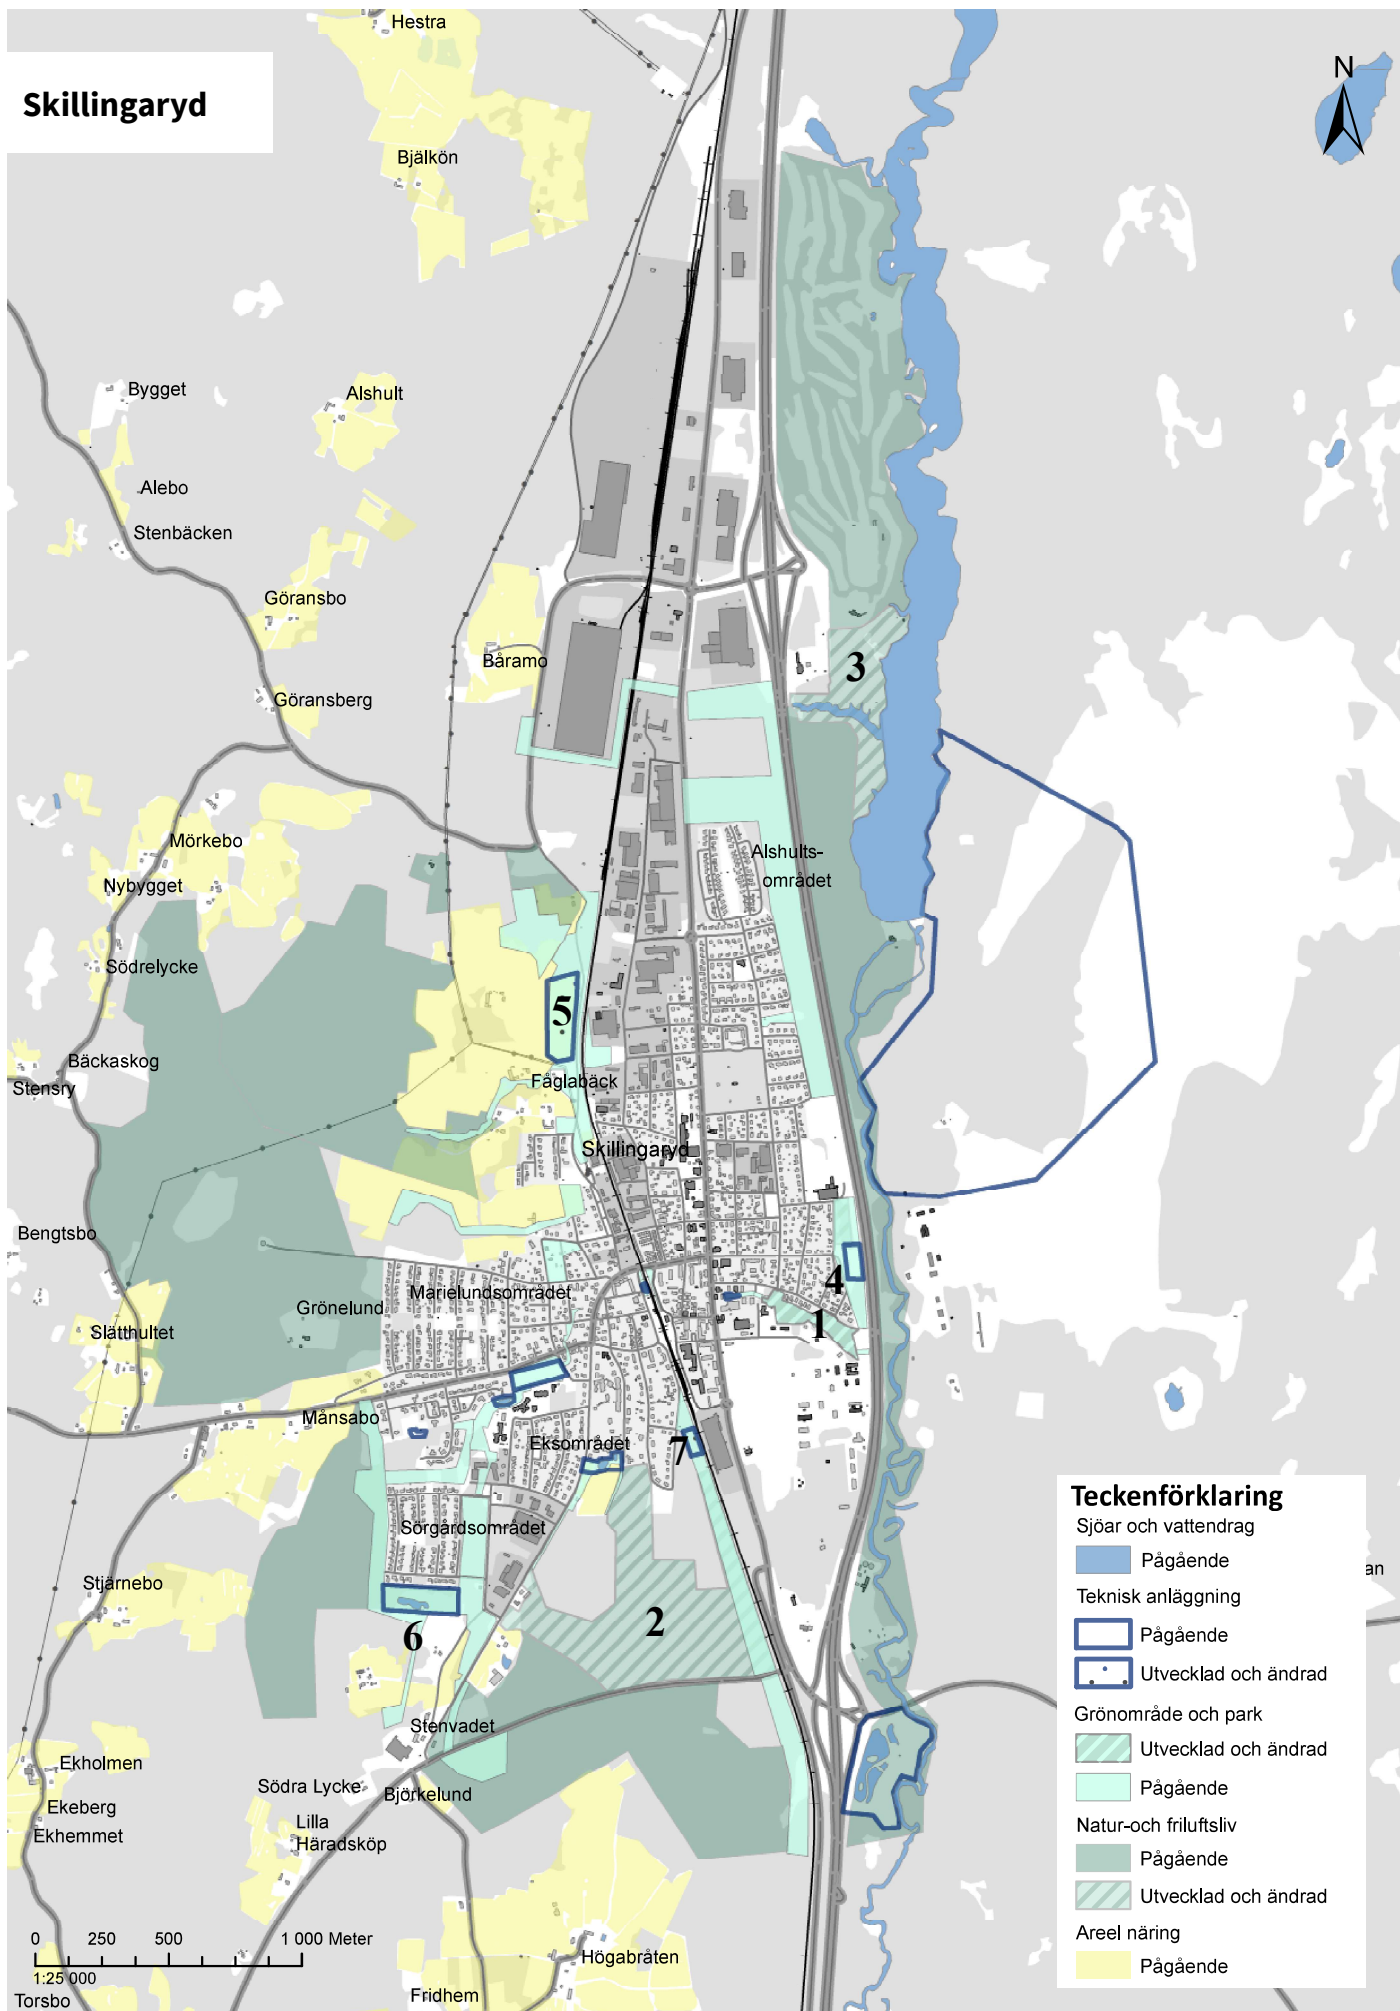 Hestra
Skillingaryd
N
Bjälkön
Bygget
Alshult
Alebo
Stenbäcken
Göransbo
Båramo
3
Göransberg
Mörkebo
Alshults-
området
Nybygget
Södrelycke
5
Bäckaskog
Stensry
Fåglabäck
Skillingaryd
Bengtsbo
4
Marielundsområdet
Grönelund
1
Slätthultet
Månsabo
Eksområdet
7
Sörgårdsområdet
Stjärnebo
2
6
Stenvadet
Ekholmen
Södra Lycke
Björkelund
Ekeberg
Lilla
Häradsköp
Ekhemmet
Högabråten
Fridhem
Torsbo
0 250 500 1 000 Meter
1:25 000
an
Teckenförklaring
Sjöar och vattendrag
Pågående
Teknisk anläggning
Pågående
Utvecklad och ändrad
Grönområde och park
Utvecklad och ändrad
Pågående
Natur-och friluftsliv
Pågående
Utvecklad och ändrad
Areel näring
Pågående